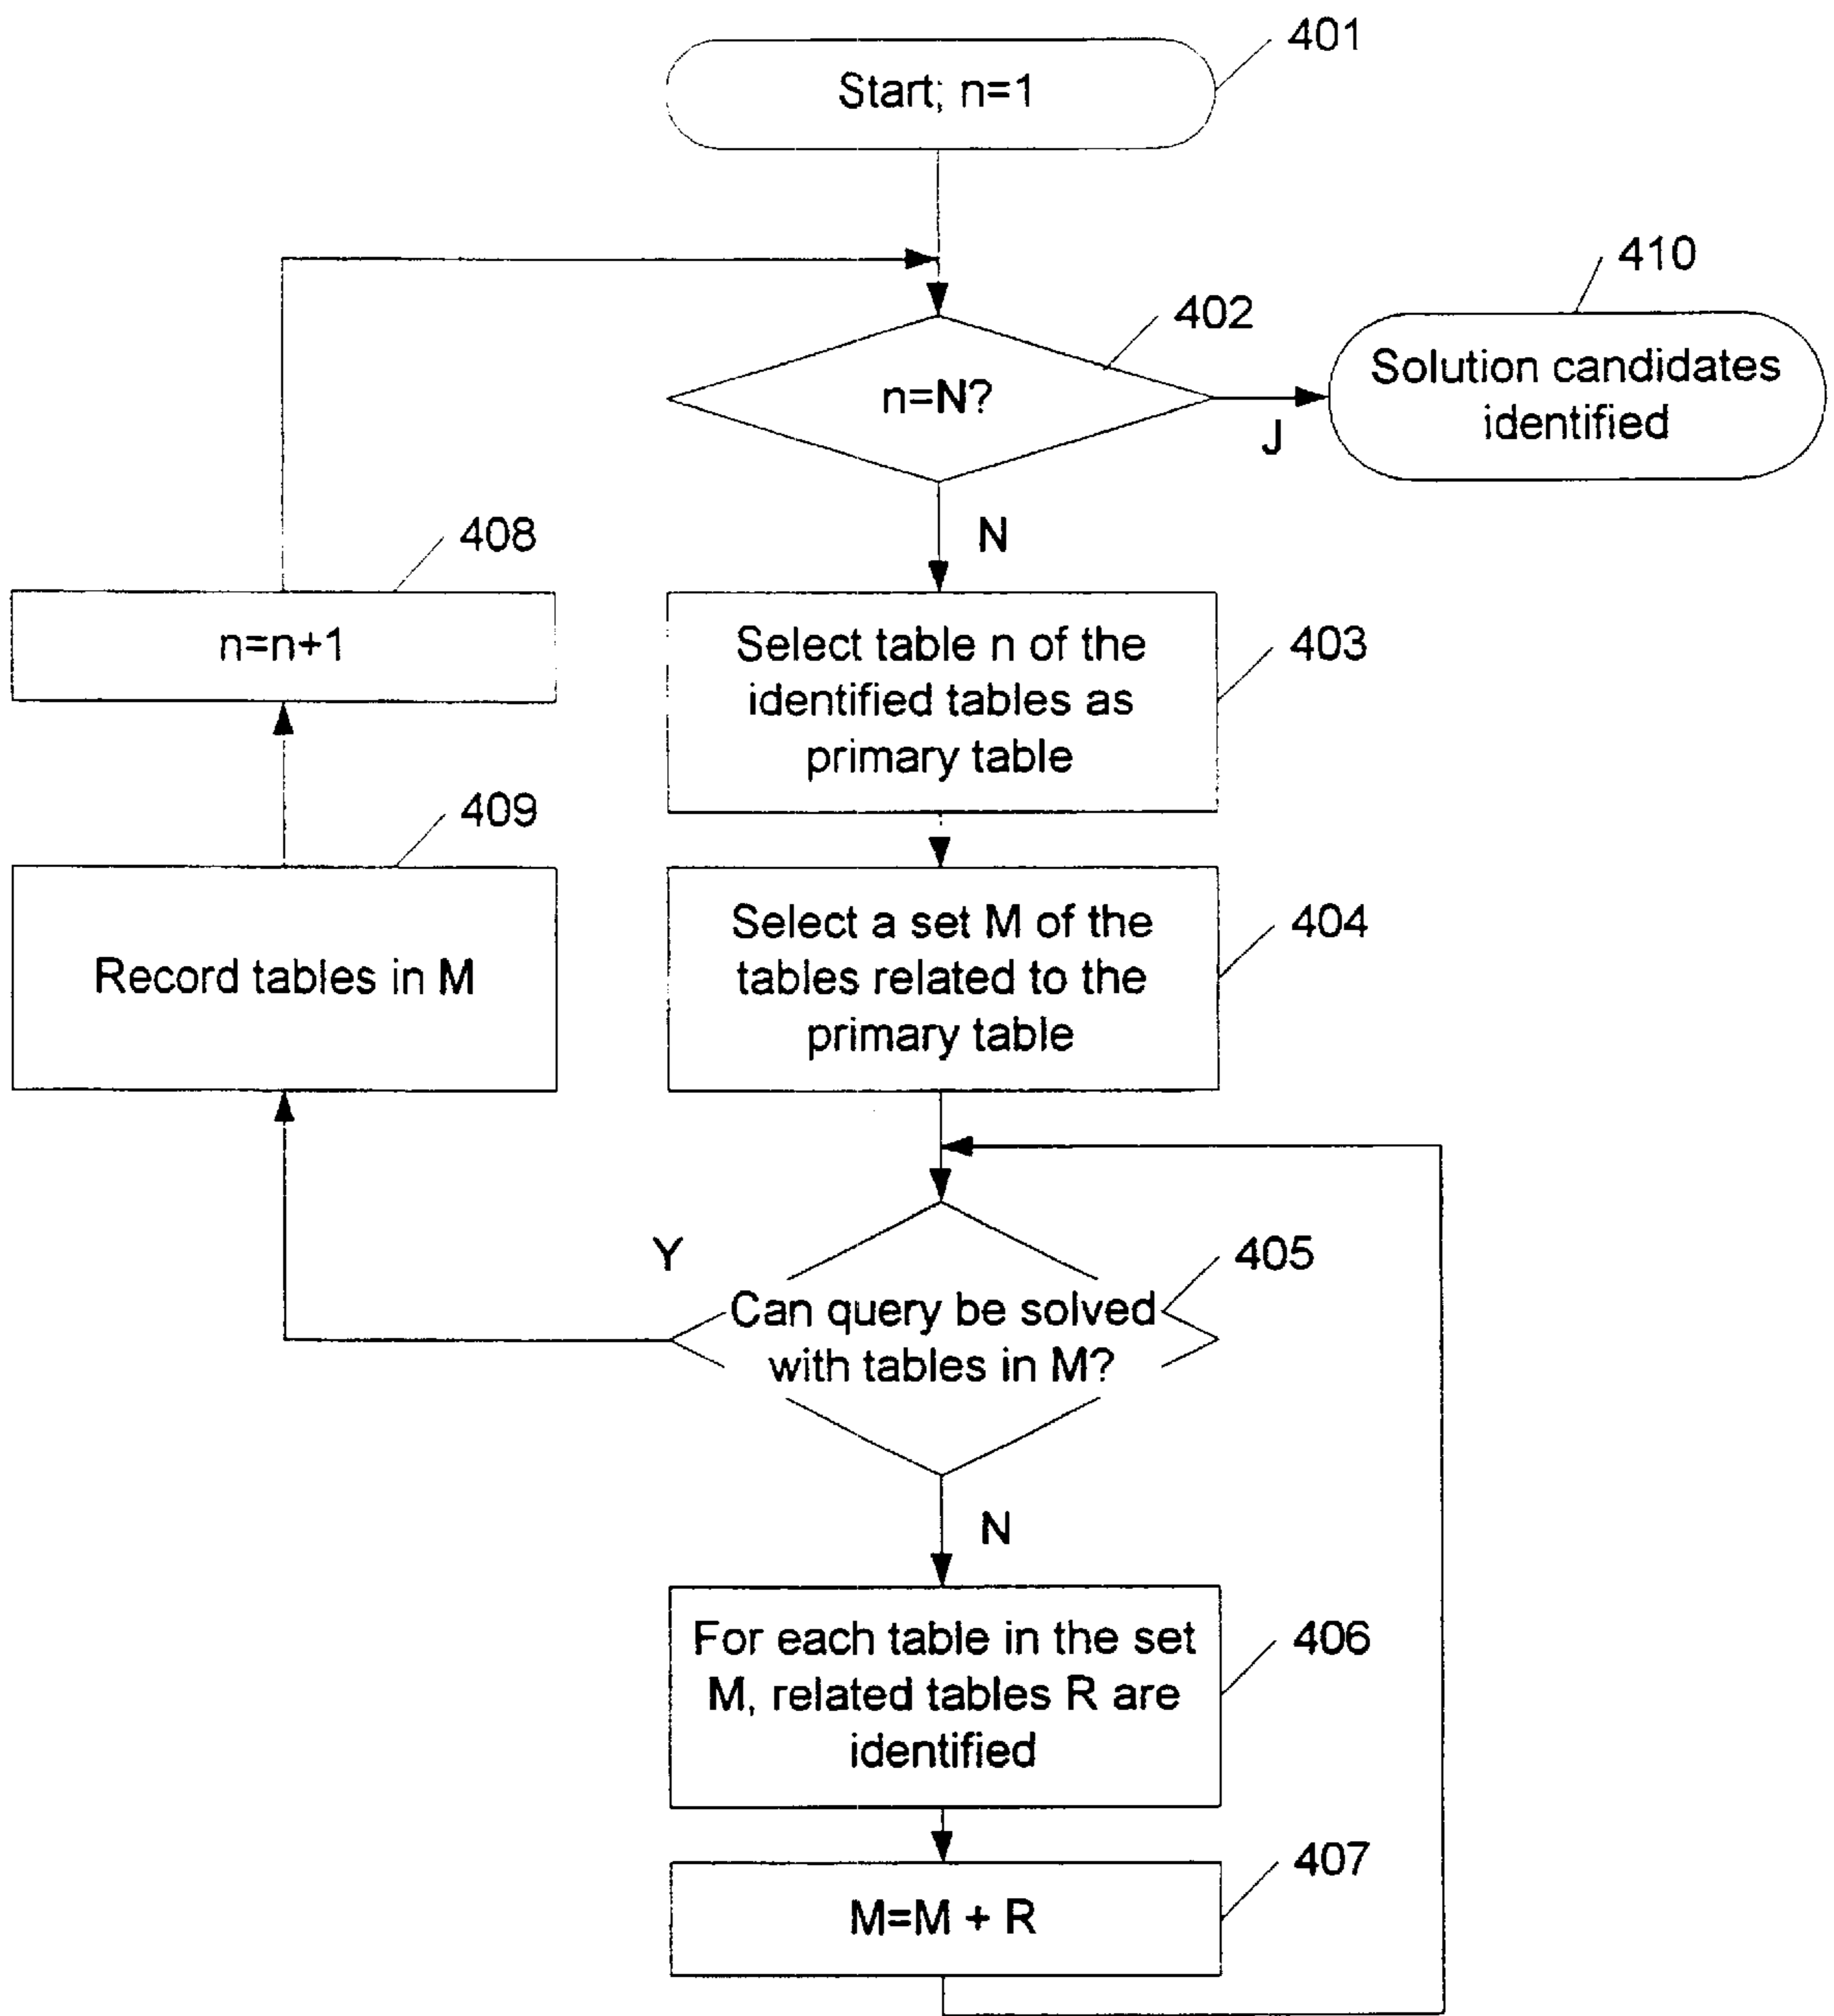 401
Start; n=1
410
402
n=N?
Solution candidates
identified
J
N
408
n=n+1
Select table n of the
identified tables as
primary table
403
409
Record tables in M
Select a set M of the
tables related to the
primary table
404
Y
405
Can query be solved
with tables in M?
N
For each table in the set
M, related tables R are
identified
406
407
M=M + R